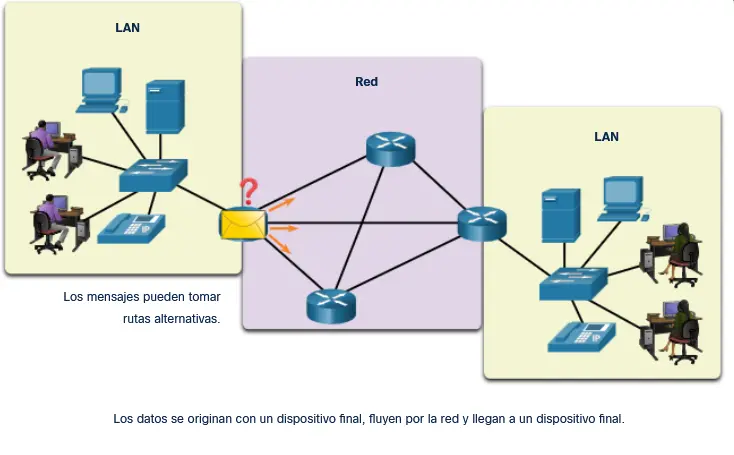 LAN
Red
LAN
?
Los mensajes pueden tomar
rutas alternativas.
Los datos se originan con un dispositivo final, fluyen por la red y llegan a un dispositivo final.